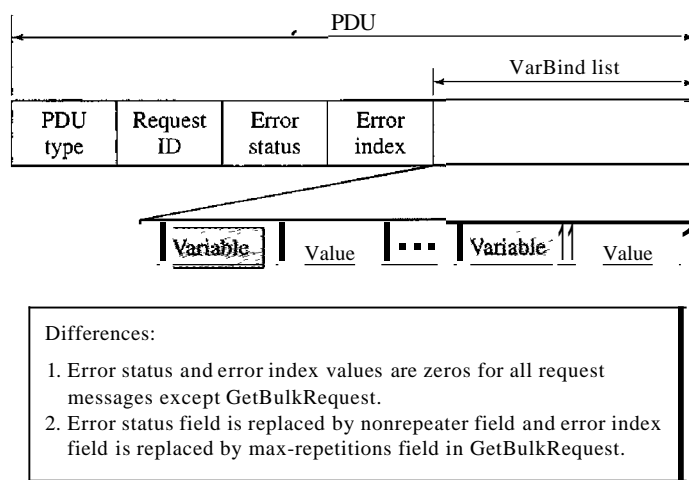 PDU
VarBind list
PDU type
Request ID
Error status
Error index
Variable Value ... Variable Value
Differences:
1. Error status and error index values are zeros for all request
messages except GetBulkRequest.
2. Error status field is replaced by nonrepeater field and error index
field is replaced by max-repetitions field in GetBulkRequest.